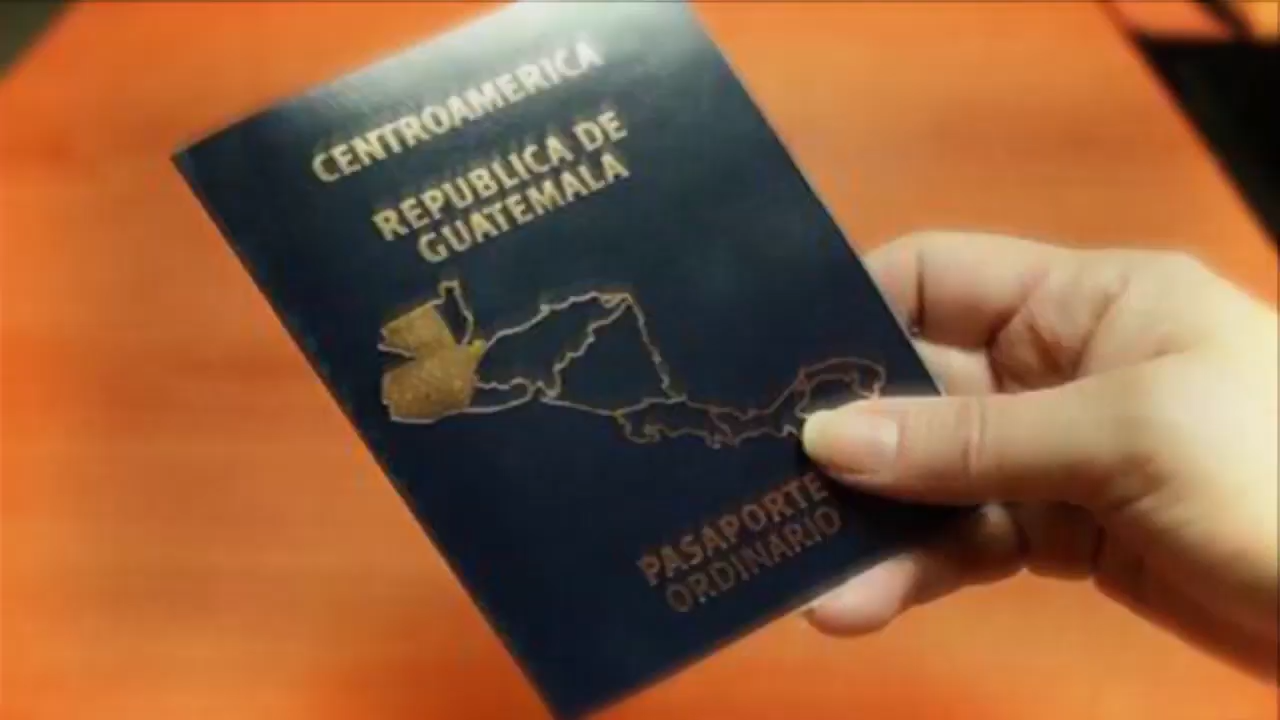 CENTROAMERICA
REPUBLICA DE
GUATEMALA
PASAPORTE
ORDINARIO